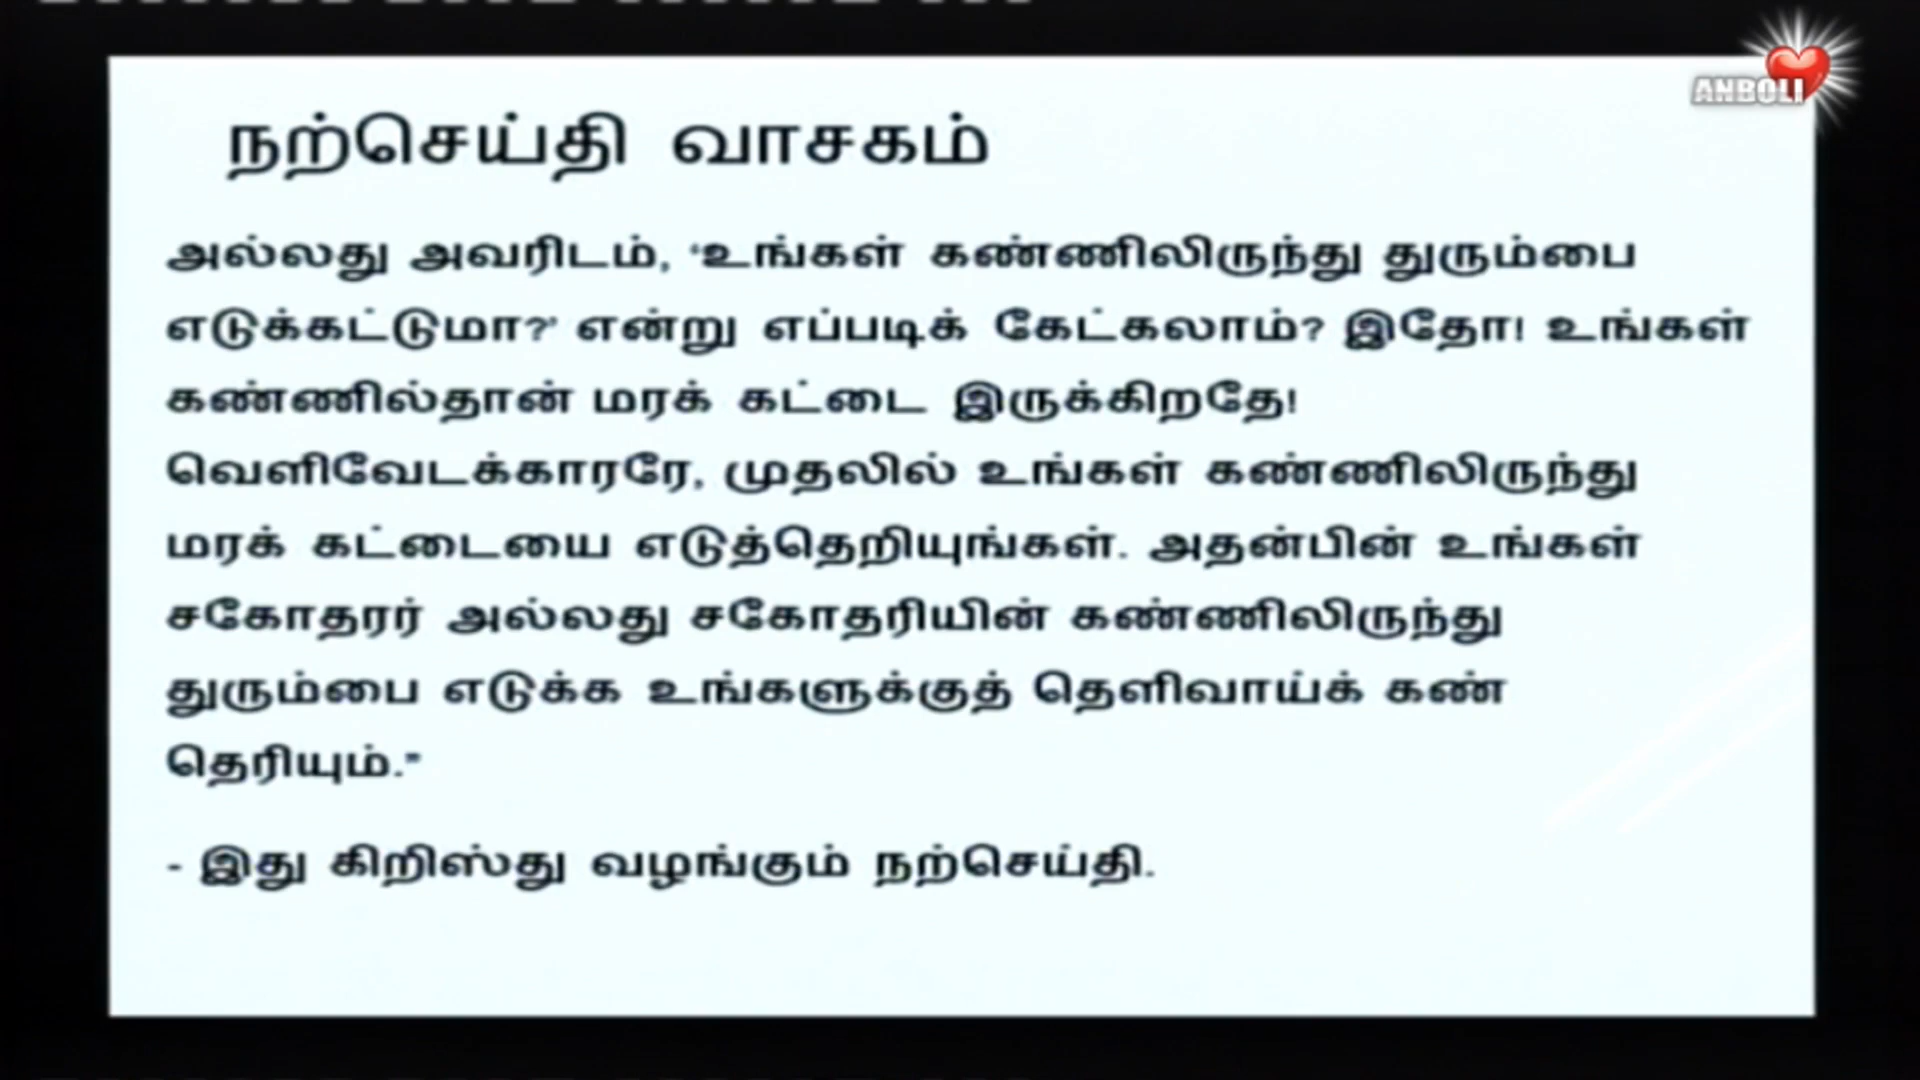 ANBOLI
நற்செய்தி வாசகம்
அல்லது அவரிடம், ‘உங்கள் கண்ணிலிருந்து துரும்பை
எடுக்கட்டுமா?’ என்று எப்படிக் கேட்கலாம்? இதோ! உங்கள்
கண்ணில்தான் மரக் கட்டை இருக்கிறதே!
வெளிவேடக்காரரே, முதலில் உங்கள் கண்ணிலிருந்து
மரக் கட்டையை எடுத்தெறியுங்கள். அதன்பின் உங்கள்
சகோதரர் அல்லது சகோதரியின் கண்ணிலிருந்து
துரும்பை எடுக்க உங்களுக்குத் தெளிவாய்க் கண்
தெரியும்.”
- இது கிறிஸ்து வழங்கும் நற்செய்தி.